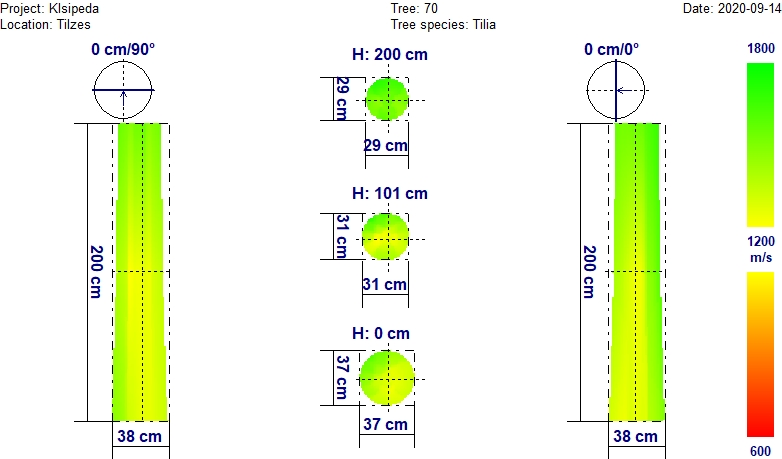 Project: Klsipeda
Tree: 70
Date: 2020-09-14
Location: Tilzes
Tree species: Tilia
0 cm/90°
H: 200 cm
0 cm/0°
1800
29 cm
29 cm
200 cm
H: 101 cm
31 cm
31 cm
200 cm
1200
m/s
H: 0 cm
37 cm
37 cm
38 cm
38 cm
600